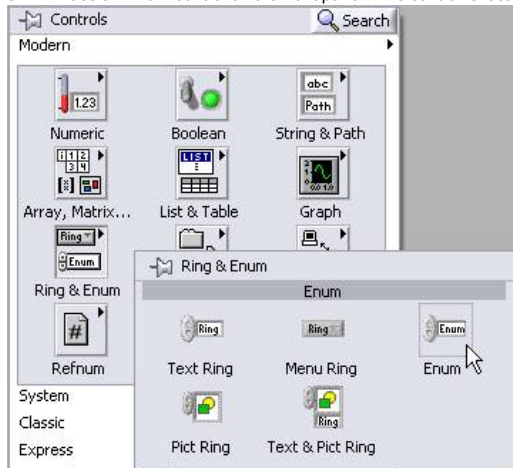 Controls
Search
Modern
1.23
abc
Path
Numeric
Boolean
String & Path
LIST
Array, Matrix...
List & Table
Graph
Ring
Enum
Ring & Enum
Ring & Enum
Enum
Ring
Ring
Enum
#
Refnum
Text Ring
Menu Ring
Enum
System
Ring
Classic
Pict Ring
Text & Pict Ring
Express